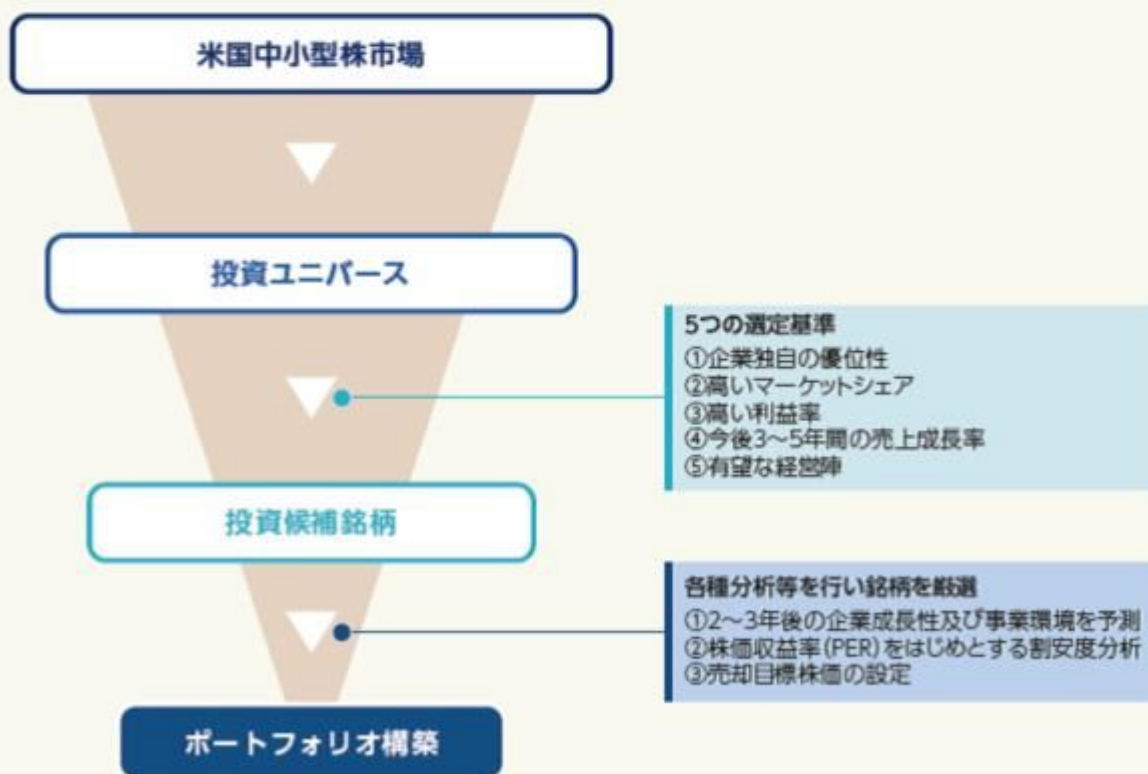 米国中小型株市場
投資ユニバース
5つの選定基準
①企業独自の優位性
②高いマーケットシェア
③高い利益率
④今後3～5年間の売上成長率
⑤有望な経営陣
投資候補銘柄
各種分析等を行い銘柄を厳選
①2～3年後の企業成長性及び事業環境を予測
②株価収益率(PER)をはじめとする割安度分析
③売却目標株価の設定
ポートフォリオ構築